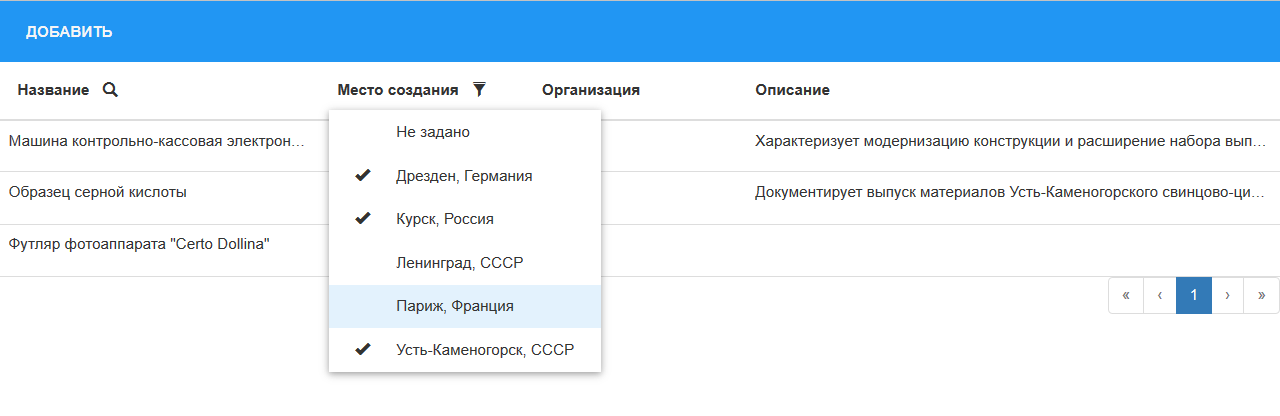 ДОБАВИТЬ
Название Место создания Организация Описание
Не задано
Машина контрольно-кассовая электрон… Характеризует модернизацию конструкции и расширение набора вып…
Дрезден, Германия
Образец серной кислоты Документирует выпуск материалов Усть-Каменогорского свинцово-ци…
Курск, Россия
Футляр фотоаппарата "Certo Dollina"
Ленинград, СССР
« ‹ 1 › »
Париж, Франция
Усть-Каменогорск, СССР